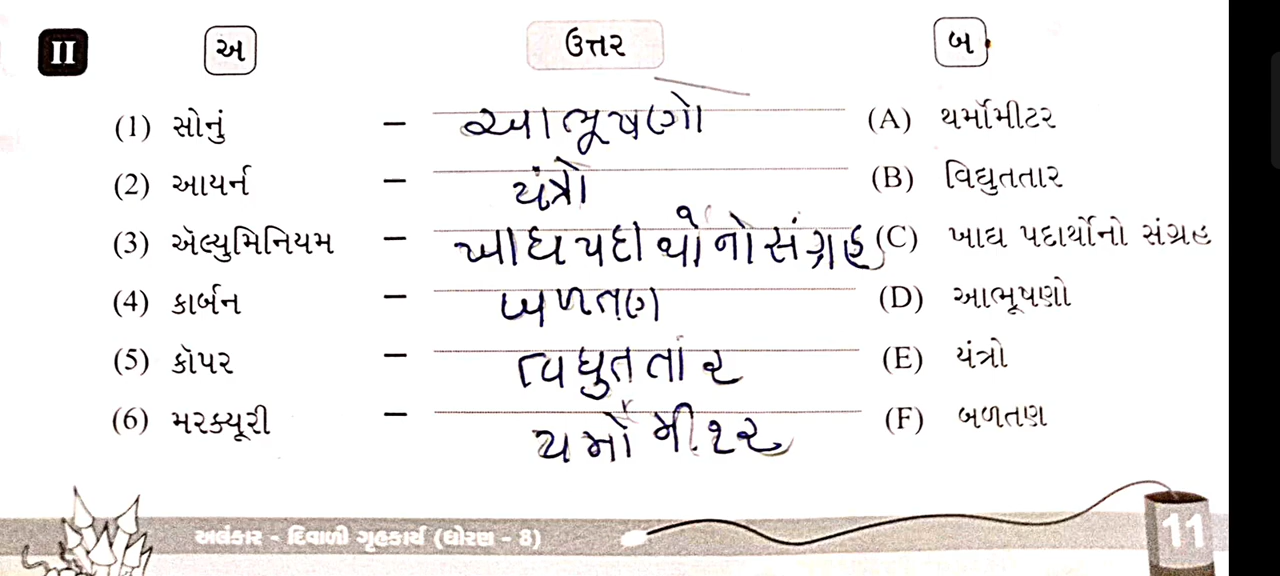 II અ ઉત્તર બ
(1) સોનું – આભૂષણો (A) થર્મોમીટર
(2) આયર્ન – યંત્રો (B) વિદ્યુતતાર
(3) ઍલ્યુમિનિયમ – ખાદ્ય પદાર્થોનો સંગ્રહ (C) ખાદ્ય પદાર્થોનો સંગ્રહ
(4) કાર્બન – બળતણ (D) આભૂષણો
(5) કૉપર – વિદ્યુતતાર (E) યંત્રો
(6) મરક્યૂરી – થર્મોમીટર (F) બળતણ
અલંકાર - દિવાળી ગૃહકાર્ય (ધોરણ - 8) 11